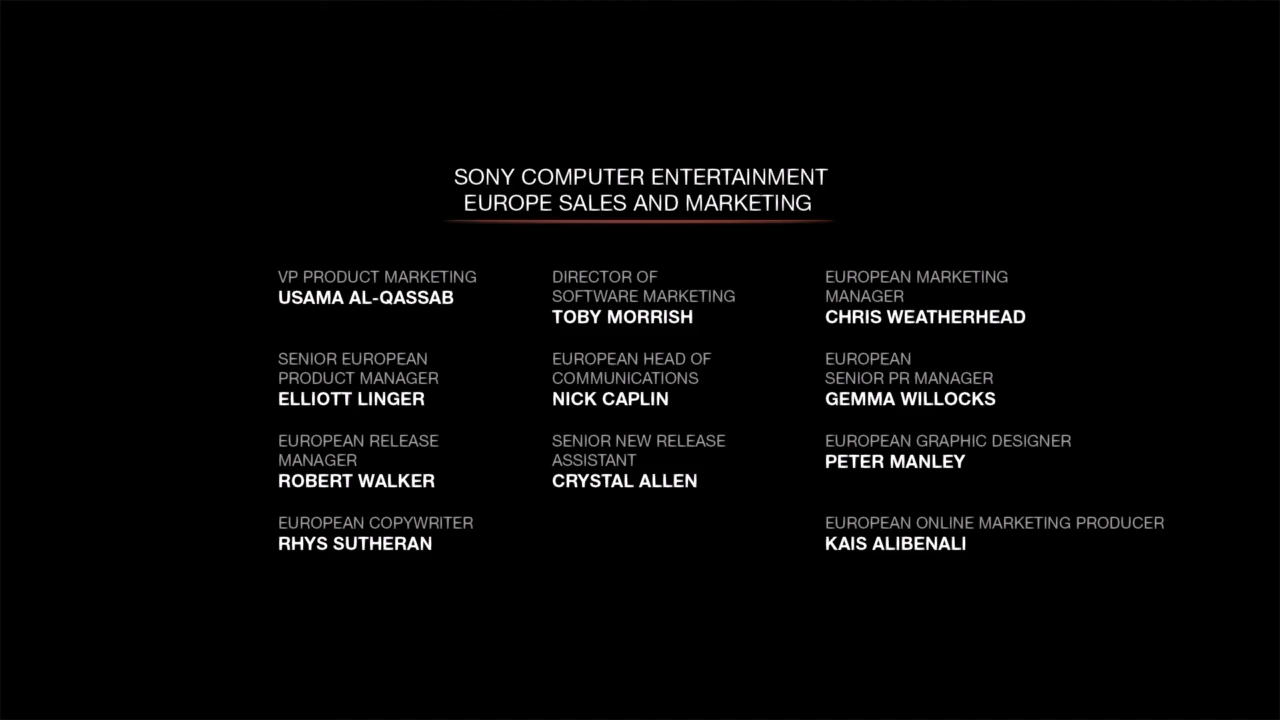 SONY COMPUTER ENTERTAINMENT
EUROPE SALES AND MARKETING
VP PRODUCT MARKETING
USAMA AL-QASSAB
DIRECTOR OF
SOFTWARE MARKETING
TOBY MORRISH
EUROPEAN MARKETING
MANAGER
CHRIS WEATHERHEAD
SENIOR EUROPEAN
PRODUCT MANAGER
ELLIOTT LINGER
EUROPEAN HEAD OF
COMMUNICATIONS
NICK CAPLIN
EUROPEAN
SENIOR PR MANAGER
GEMMA WILLOCKS
EUROPEAN RELEASE
MANAGER
ROBERT WALKER
SENIOR NEW RELEASE
ASSISTANT
CRYSTAL ALLEN
EUROPEAN GRAPHIC DESIGNER
PETER MANLEY
EUROPEAN COPYWRITER
RHYS SUTHERAN
EUROPEAN ONLINE MARKETING PRODUCER
KAIS ALIBENALI